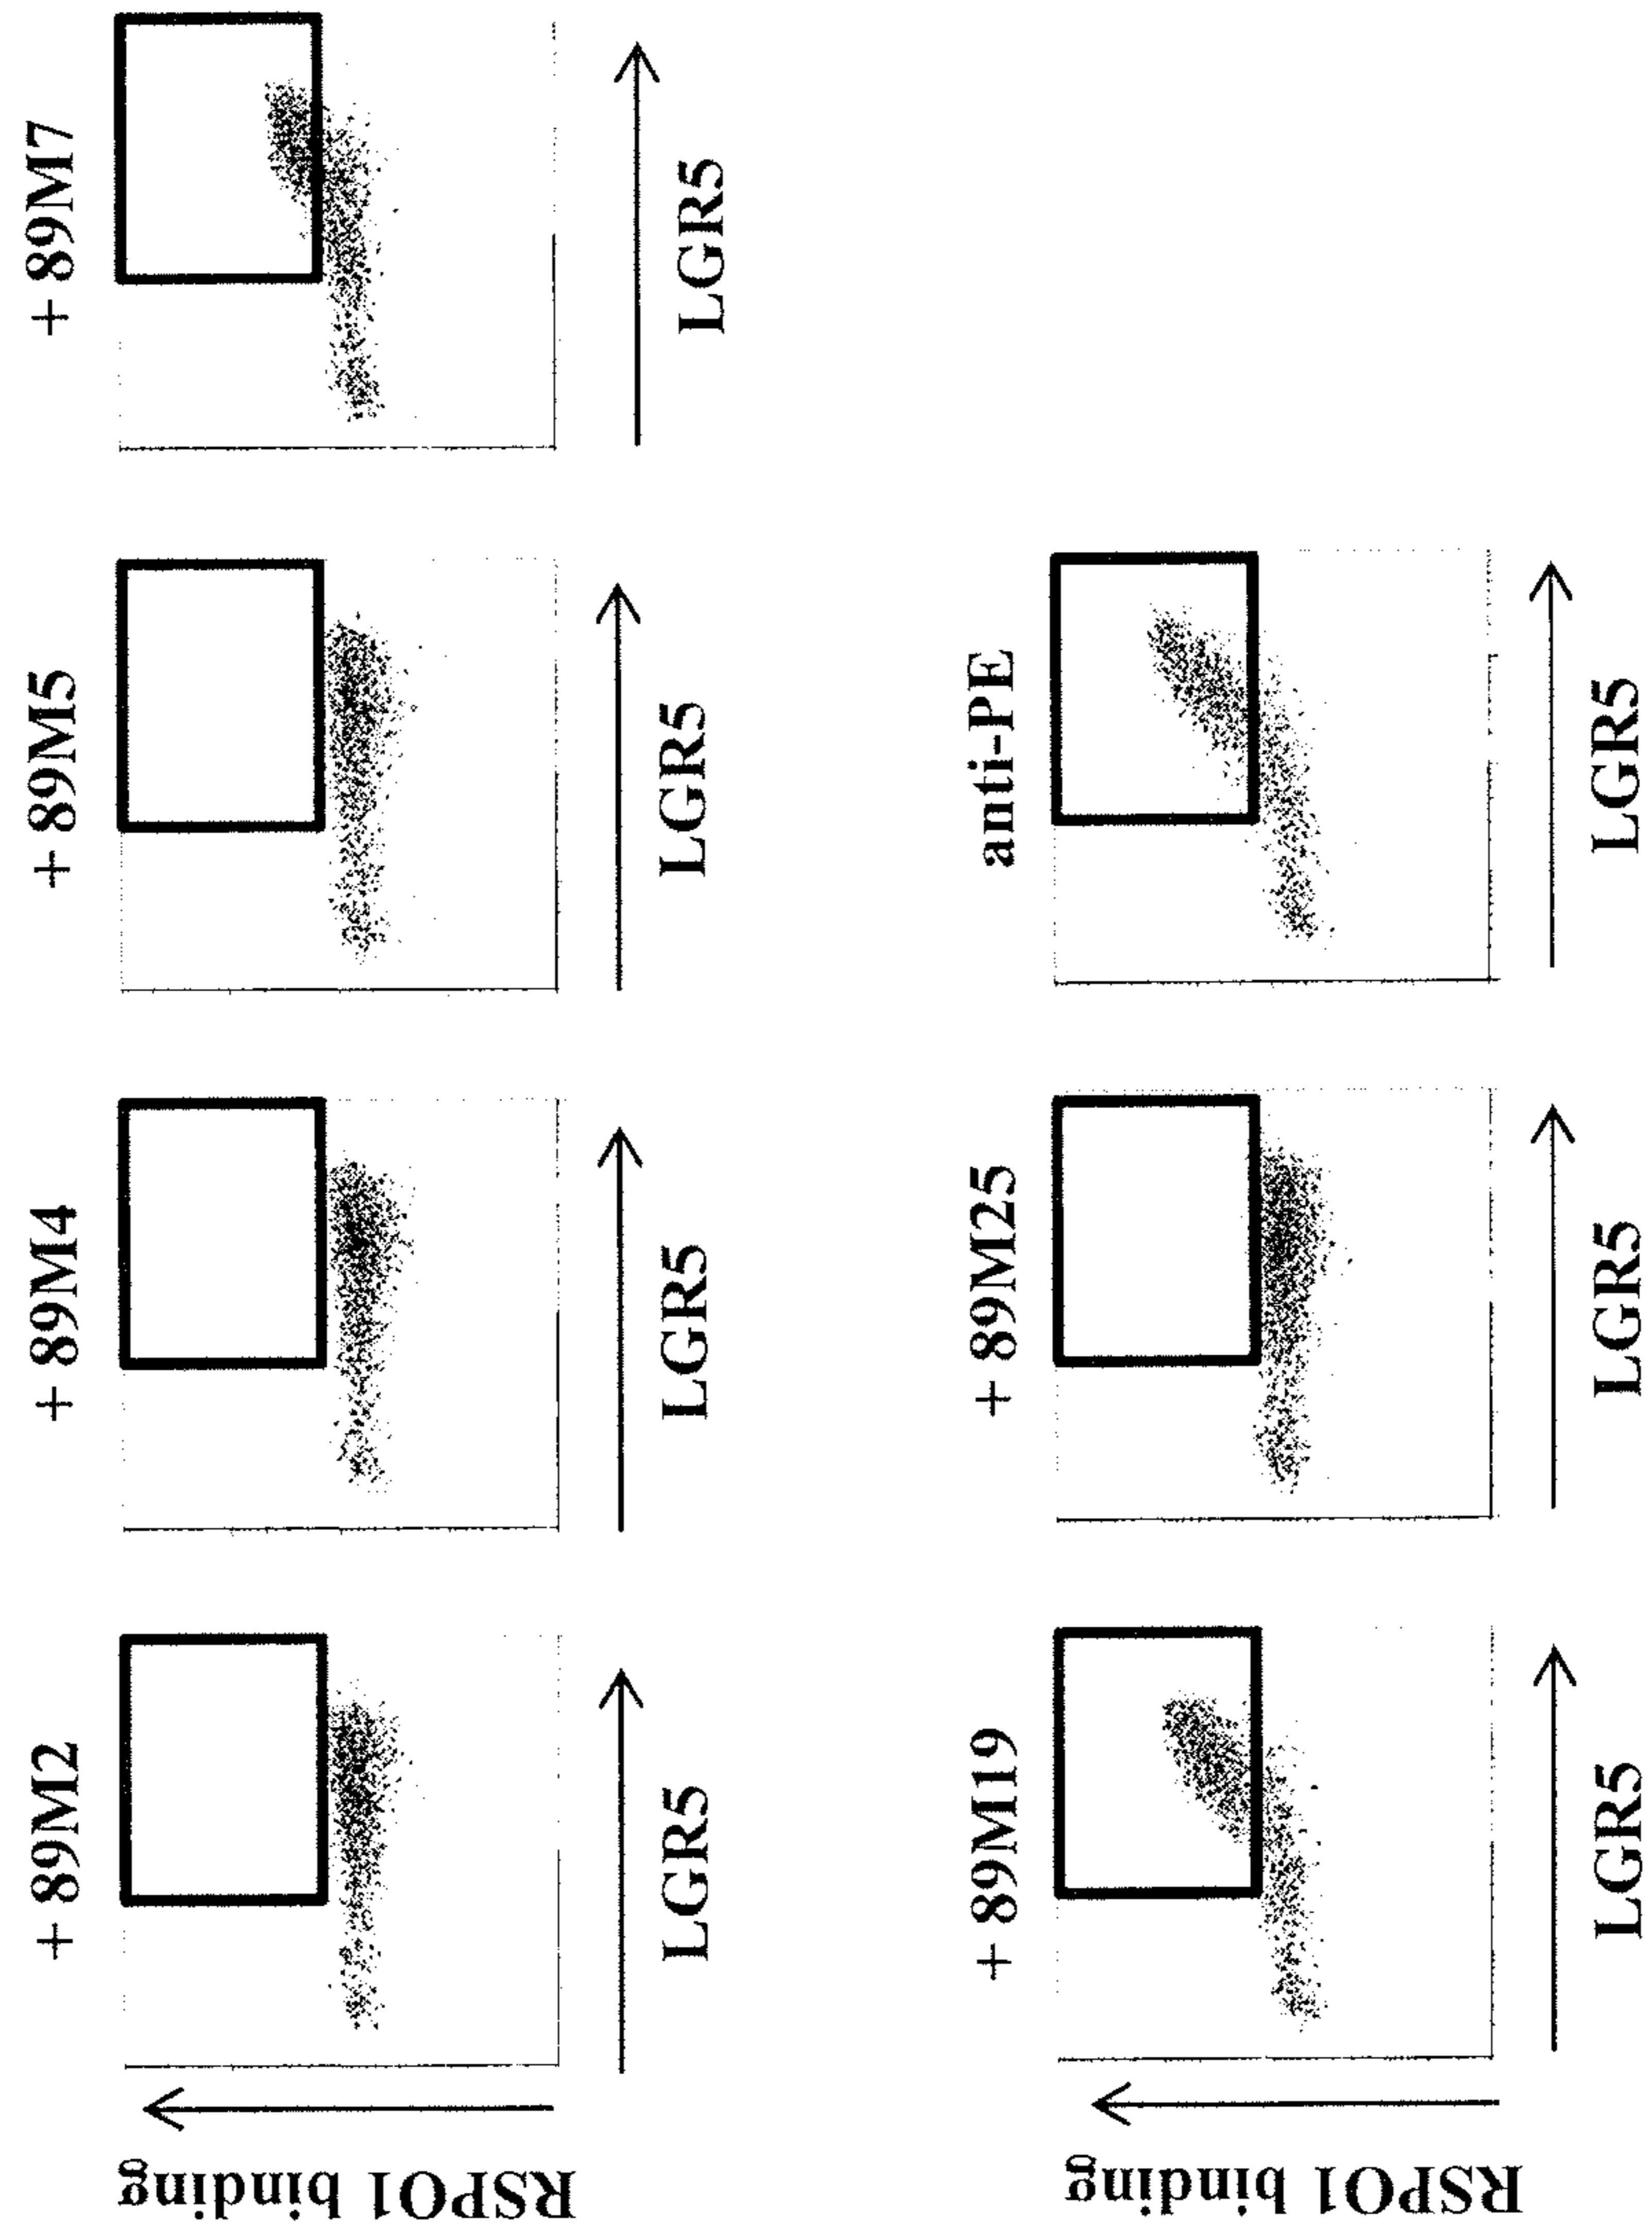 + 89M2
+ 89M4
+ 89M5
+ 89M7
RSPO1 binding
LGR5
LGR5
LGR5
LGR5
+ 89M19
+ 89M25
anti-PE
RSPO1 binding
LGR5
LGR5
LGR5